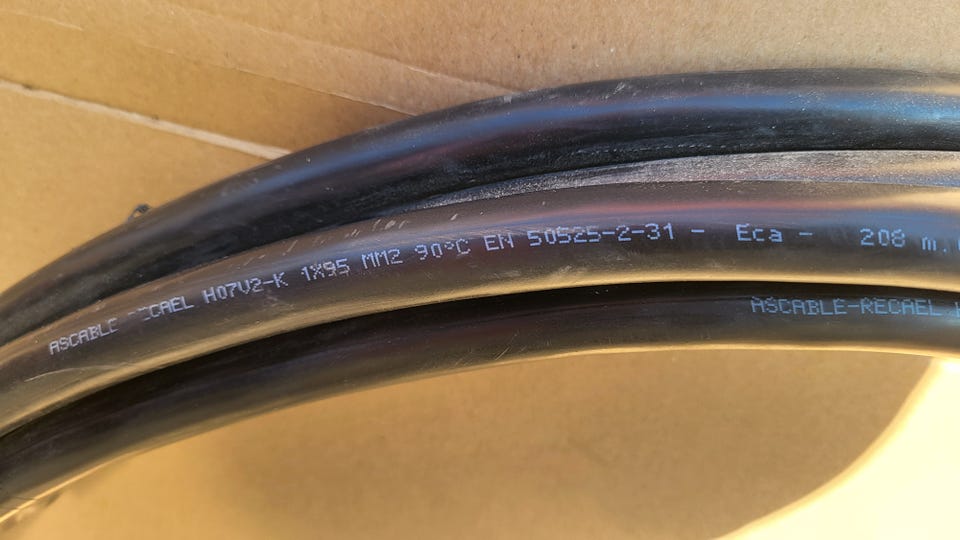 ASCABLE RECAEL H07V2-K 1X95 MM2 90°C EN 50525-2-31 - Eca - 208 m.
ASCABLE-RECAEL